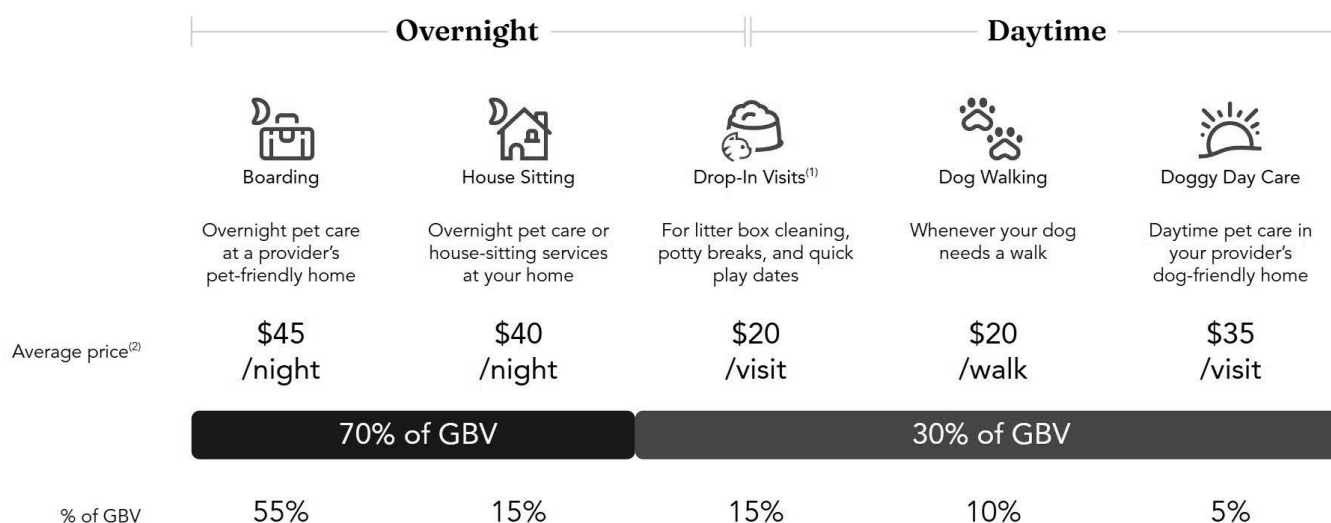 Overnight Daytime
Boarding House Sitting Drop-In Visits(1) Dog Walking Doggy Day Care
Overnight pet care Overnight pet care or For litter box cleaning, Whenever your dog Daytime pet care in
at a provider’s house-sitting services potty breaks, and quick needs a walk your provider’s
pet-friendly home at your home play dates dog-friendly home
Average price(2) $45 $40 $20 $20 $35
/night /night /visit /walk /visit
70% of GBV 30% of GBV
% of GBV 55% 15% 15% 10% 5%